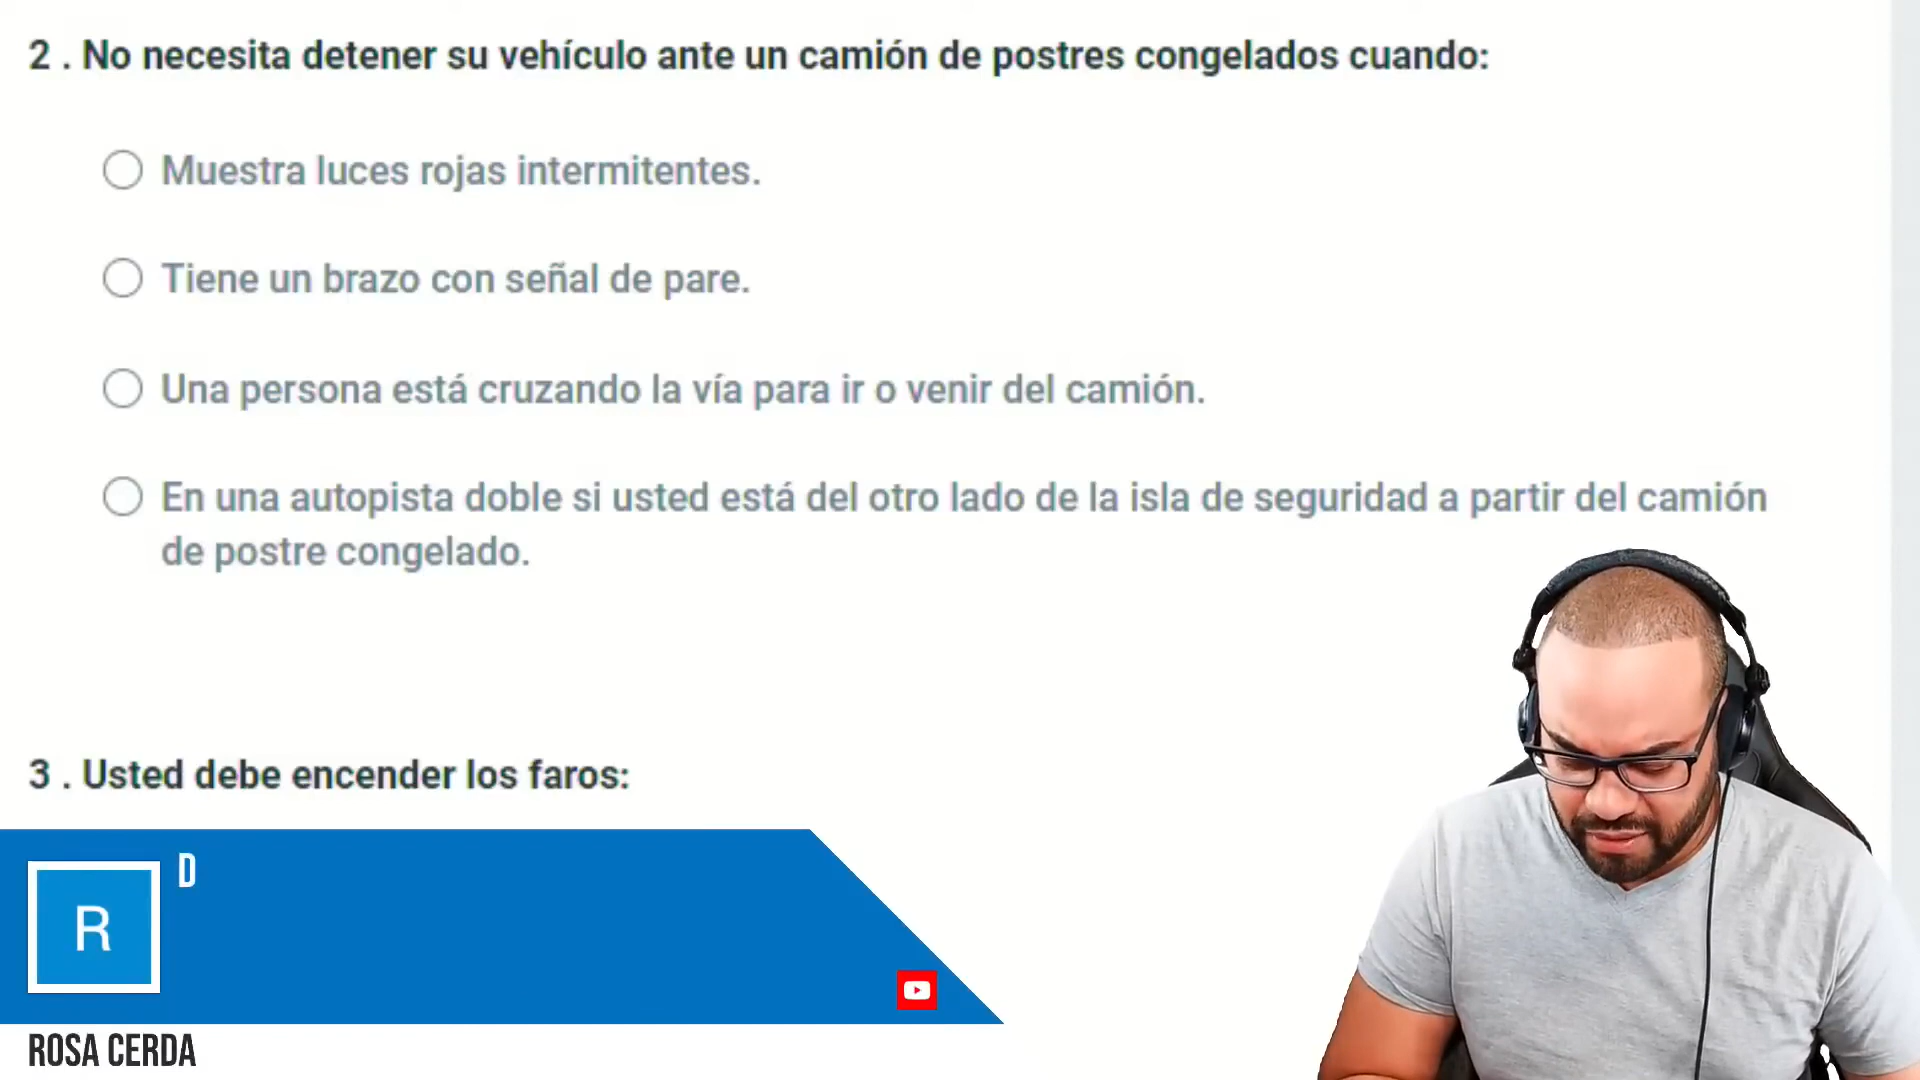 2 . No necesita detener su vehículo ante un camión de postres congelados cuando:
Muestra luces rojas intermitentes.
Tiene un brazo con señal de pare.
Una persona está cruzando la vía para ir o venir del camión.
En una autopista doble si usted está del otro lado de la isla de seguridad a partir del camión
de postre congelado.
3 . Usted debe encender los faros:
D
R
ROSA CERDA